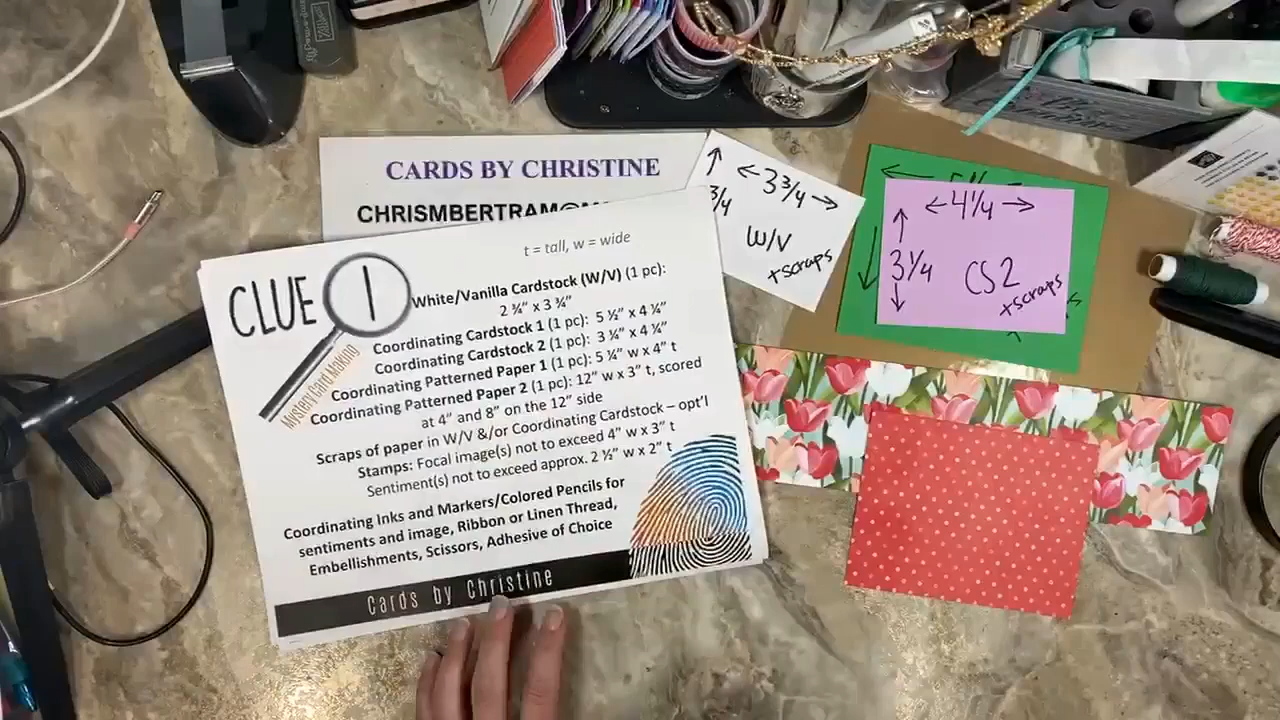 CARDS BY CHRISTINE
t = tall, w = wide
CLUE 1
Mystery Card Making
White/Vanilla Cardstock (W/V) (1 pc):
2 ¾” x 3 ¾”
Coordinating Cardstock 1 (1 pc): 5 ½” x 4 ¼”
Coordinating Cardstock 2 (1 pc): 3 ¼” x 4 ¼”
Coordinating Patterned Paper 1 (1 pc): 5 ¼” w x 4” t
Coordinating Patterned Paper 2 (1 pc): 12” w x 3” t, scored
at 4” and 8” on the 12” side
Scraps of paper in W/V &/or Coordinating Cardstock – opt’l
Stamps: Focal image(s) not to exceed 4” w x 3” t
Sentiment(s) not to exceed approx. 2 ½” w x 2” t
Coordinating Inks and Markers/Colored Pencils for
sentiments and image, Ribbon or Linen Thread,
Embellishments, Scissors, Adhesive of Choice
Cards by Christine
← 3 3/4 →
3/4
W/V
+scraps
← 4 1/4 →
3 1/4
CS2
+scraps